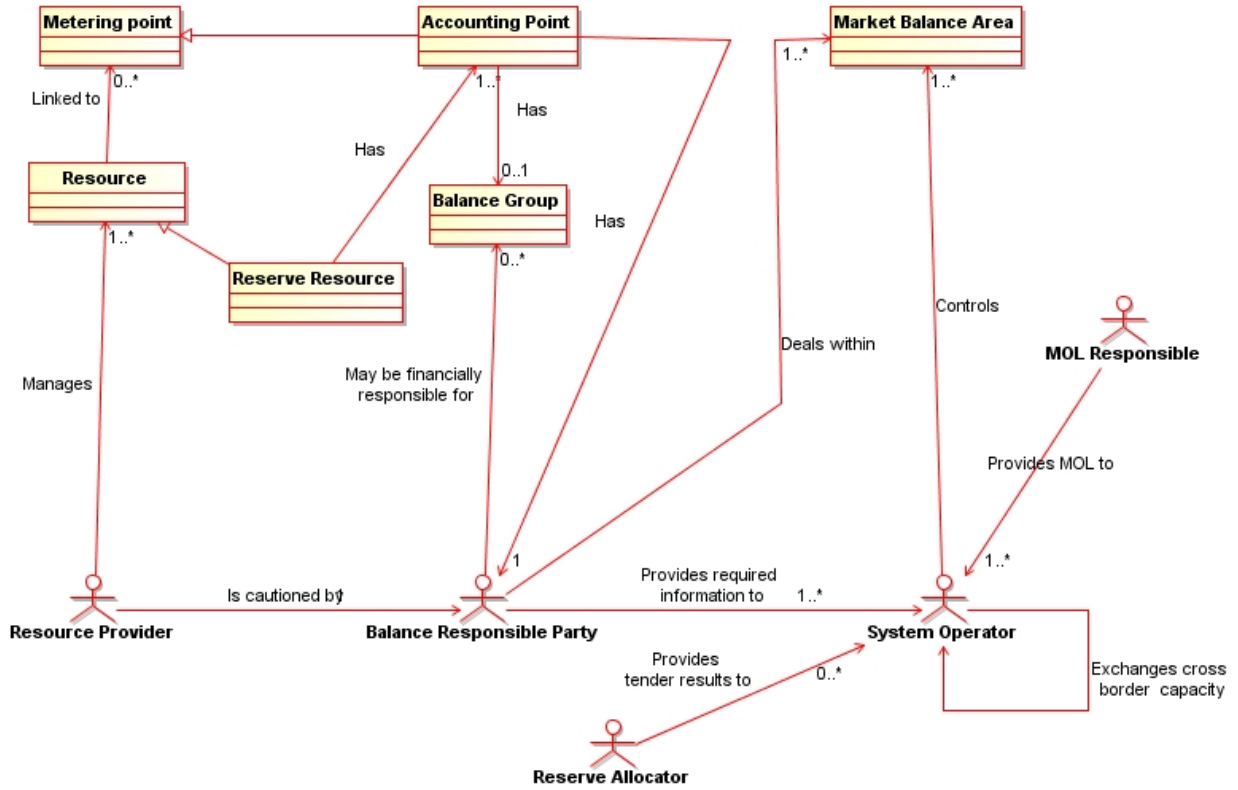 Metering point
Accounting Point
Market Balance Area
0..*
1..*
1..*
1..*
Linked to
Has
Has
Resource
0..1
Balance Group
Has
1..*
0..*
Reserve Resource
Controls
Deals within
MOL Responsible
Manages
May be financially
responsible for
Provides MOL to
1
1..*
Is cautioned by
1
Provides required
information to
1..*
Resource Provider
Balance Responsible Party
System Operator
Provides
tender results to
0..*
Exchanges cross
border capacity
Reserve Allocator